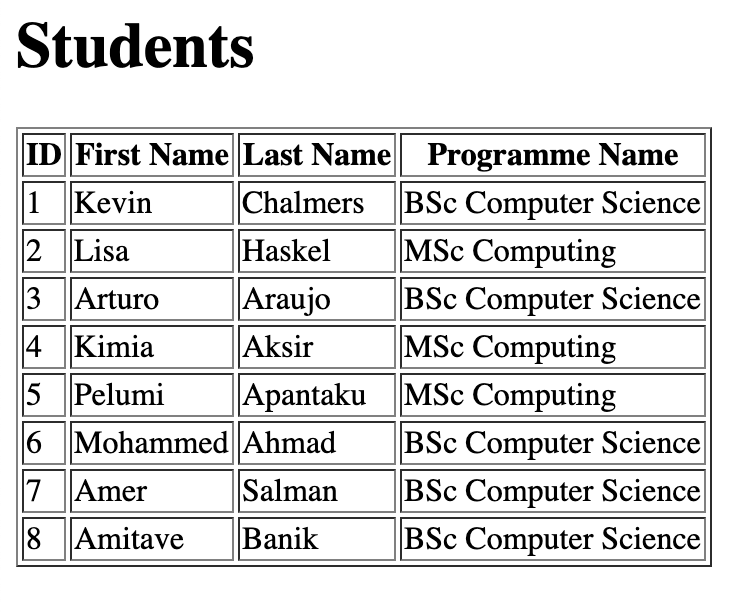 Students
ID First Name Last Name Programme Name
1 Kevin Chalmers BSc Computer Science
2 Lisa Haskel MSc Computing
3 Arturo Araujo BSc Computer Science
4 Kimia Aksir MSc Computing
5 Pelumi Apantaku MSc Computing
6 Mohammed Ahmad BSc Computer Science
7 Amer Salman BSc Computer Science
8 Amitave Banik BSc Computer Science